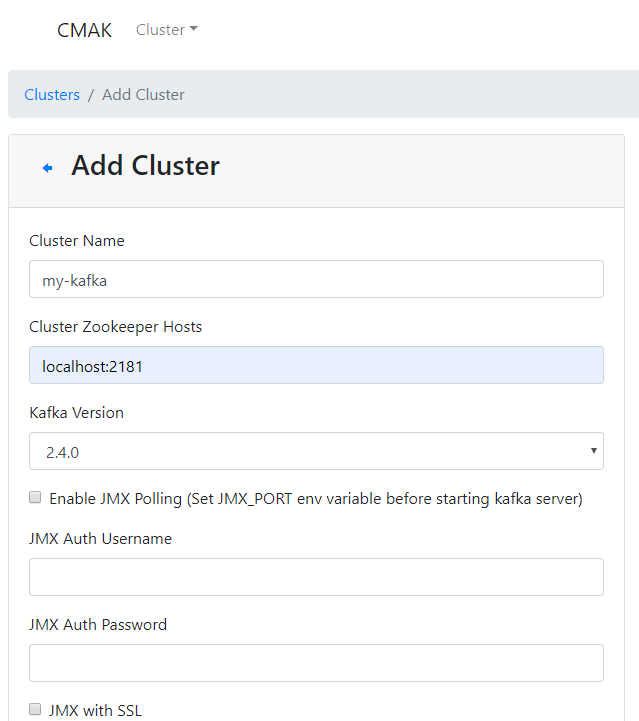 CMAK Cluster
Clusters / Add Cluster
Add Cluster
Cluster Name
my-kafka
Cluster Zookeeper Hosts
localhost:2181
Kafka Version
2.4.0
Enable JMX Polling (Set JMX_PORT env variable before starting kafka server)
JMX Auth Username
JMX Auth Password
JMX with SSL